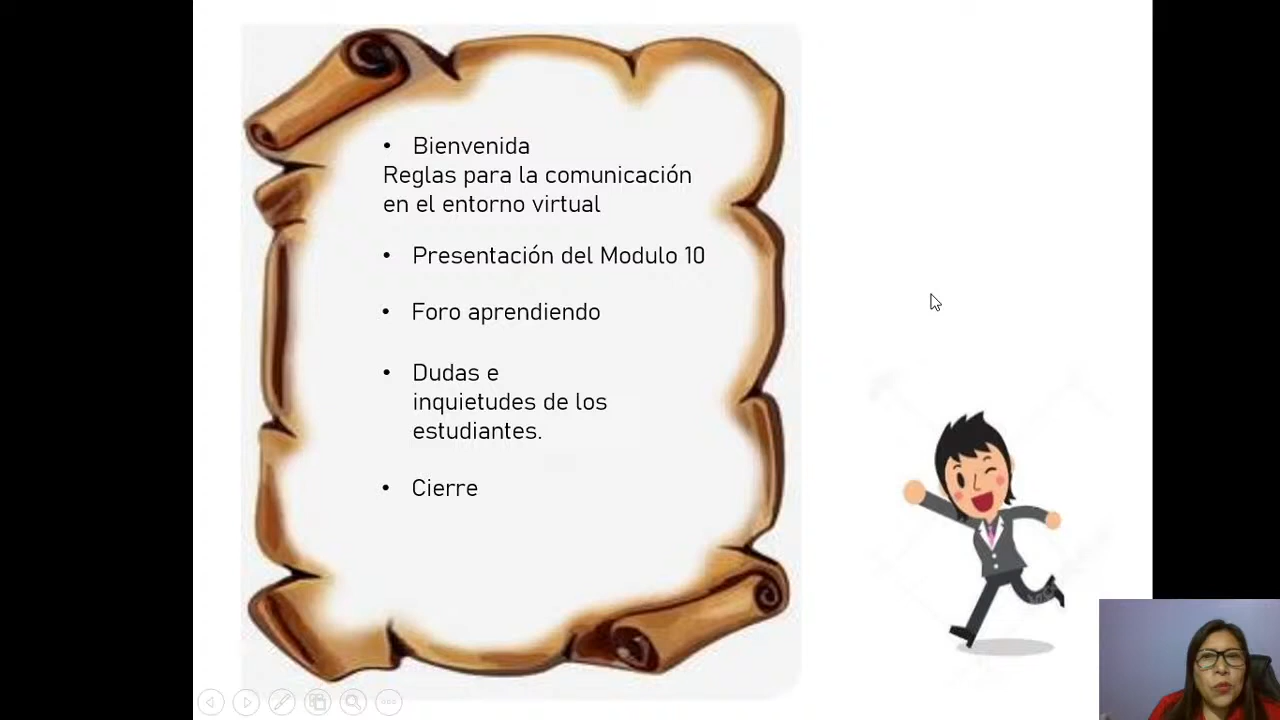 • Bienvenida
Reglas para la comunicación
en el entorno virtual
• Presentación del Modulo 10
• Foro aprendiendo
• Dudas e
inquietudes de los
estudiantes.
• Cierre